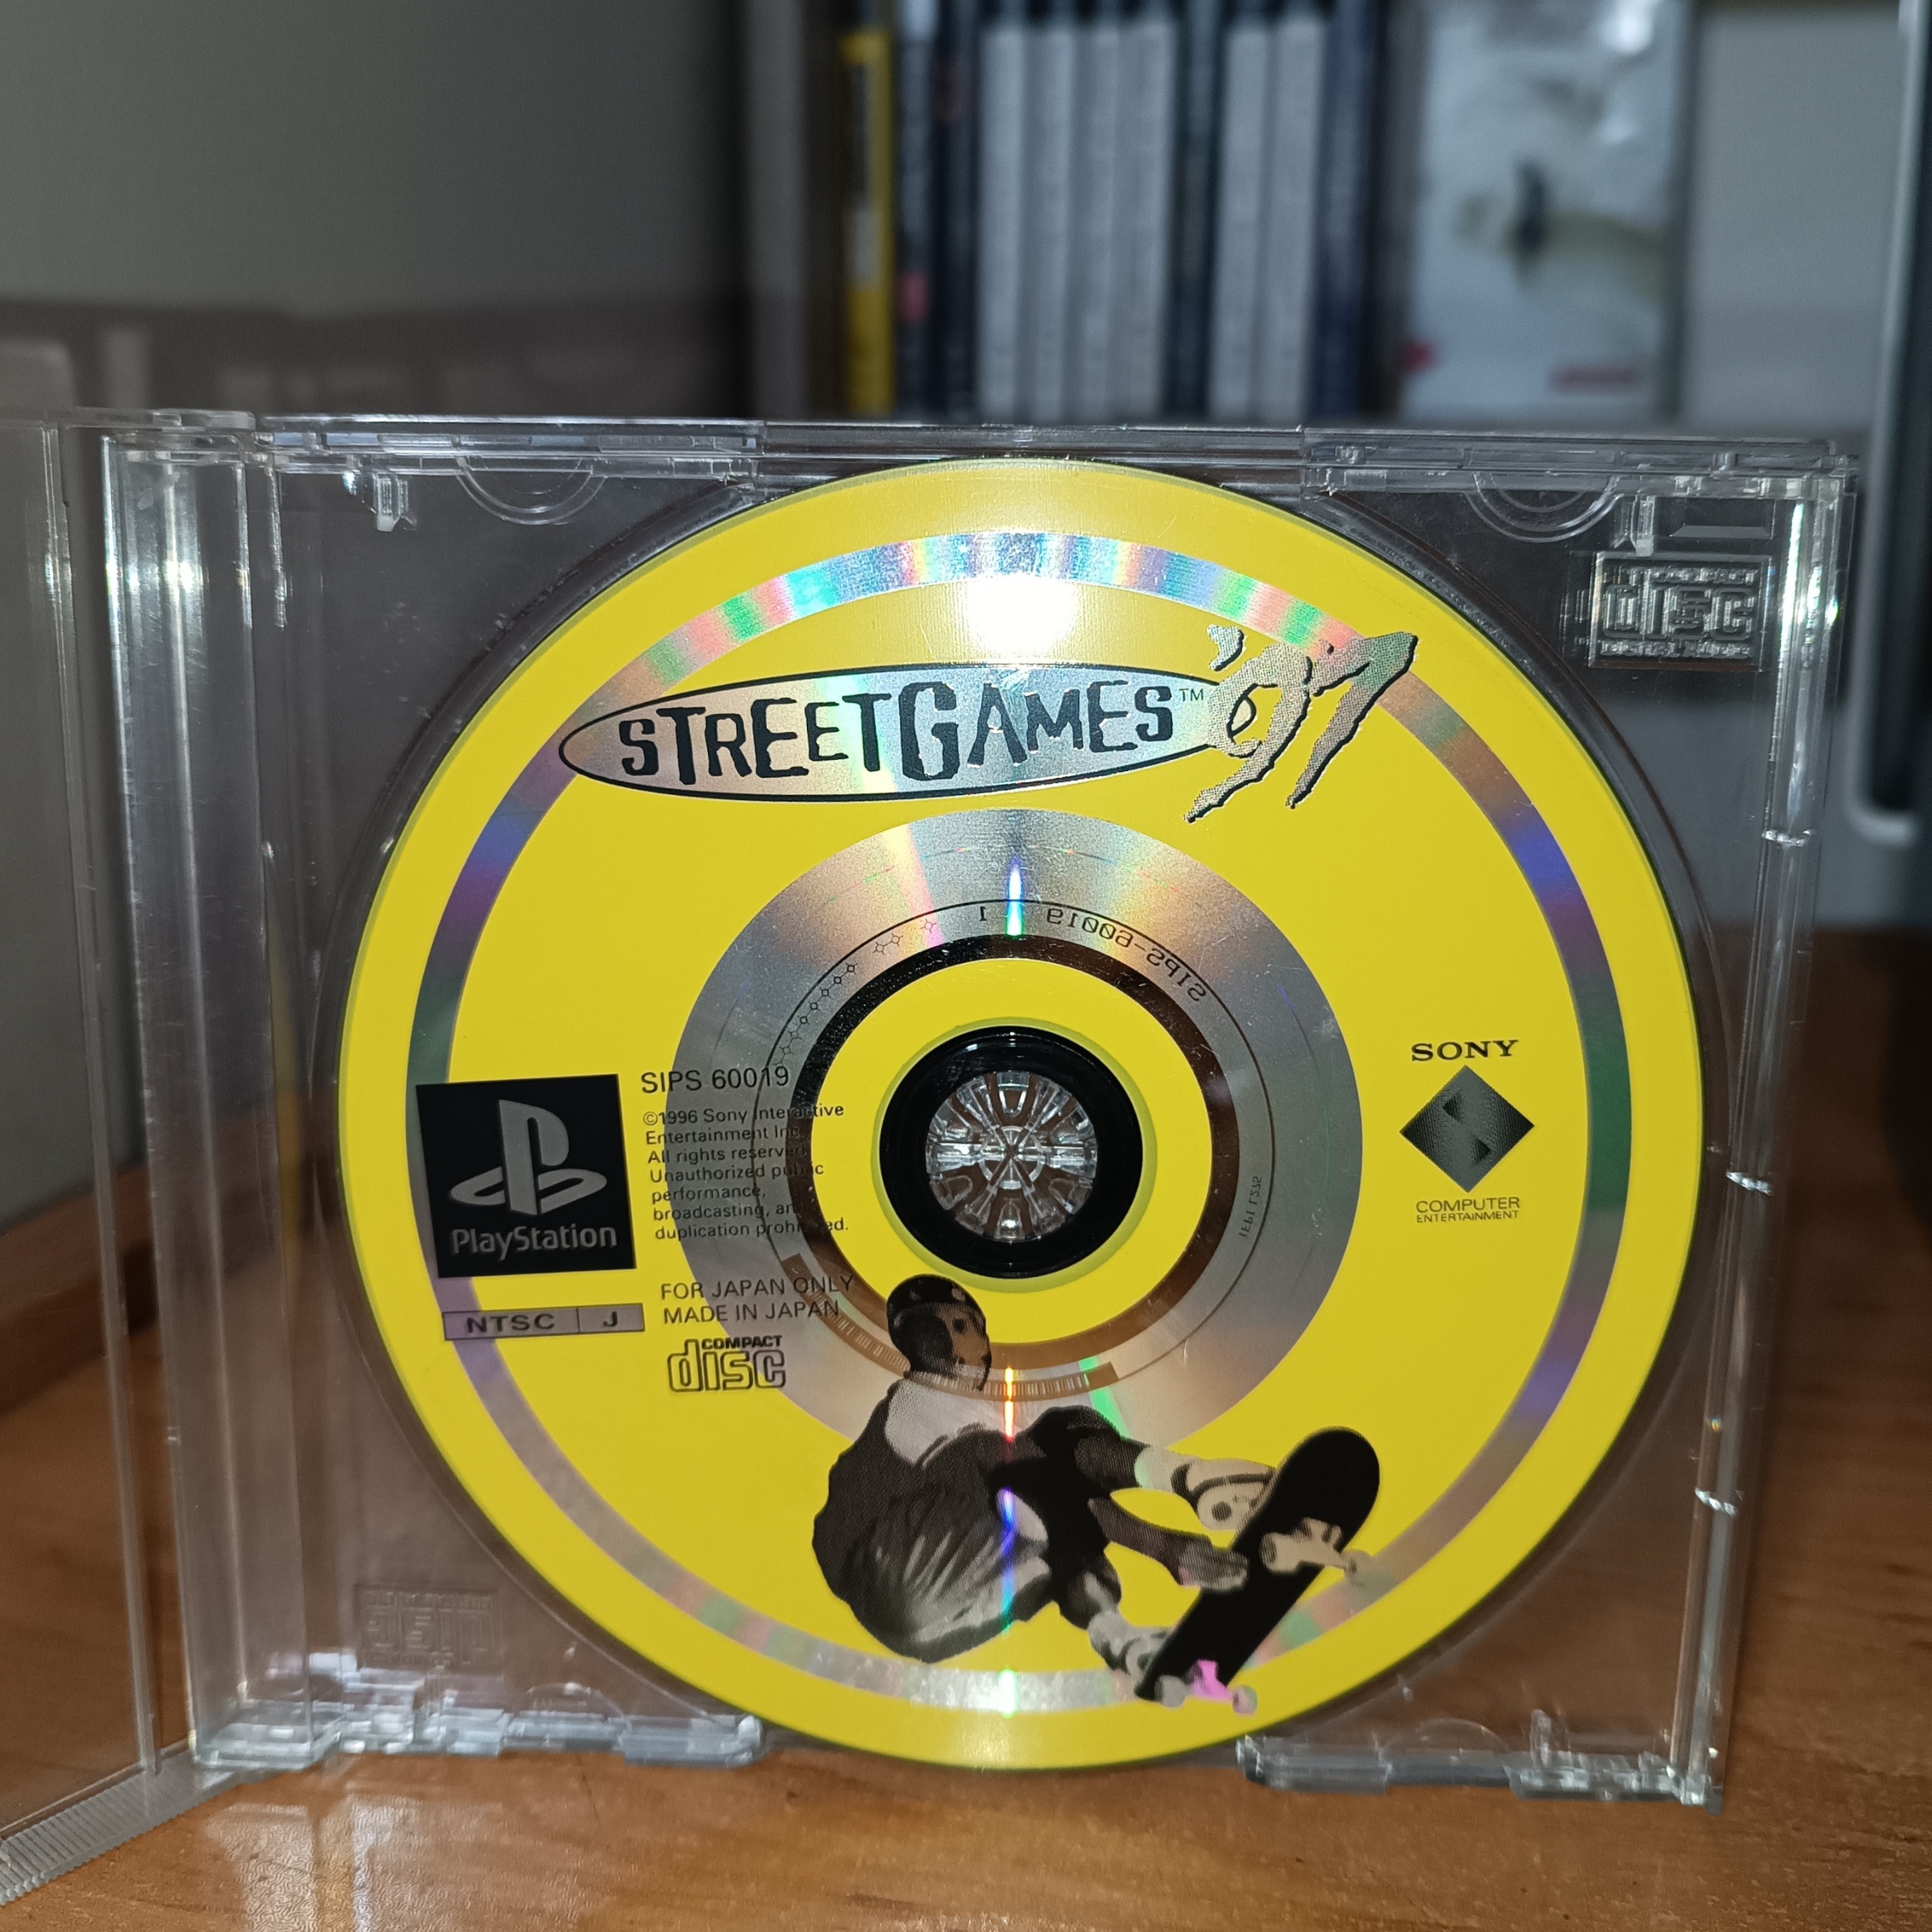 STREETGAMES™ '97
SIPS-60019 1
SIPS 60019
©1996 Sony Interactive
Entertainment Inc.
All rights reserved.
Unauthorized public
performance,
broadcasting, and
duplication prohibited.
PlayStation
NTSC J
FOR JAPAN ONLY
MADE IN JAPAN
COMPACT
disc
SONY
COMPUTER
ENTERTAINMENT